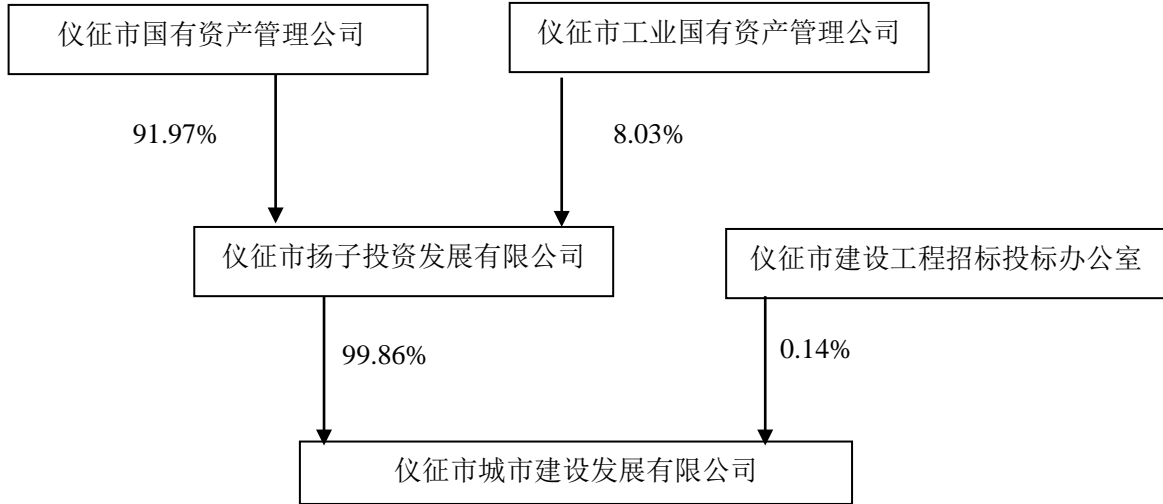 仪征市国有资产管理公司
仪征市工业国有资产管理公司
91.97%
8.03%
仪征市扬子投资发展有限公司
仪征市建设工程招标投标办公室
99.86%
0.14%
仪征市城市建设发展有限公司